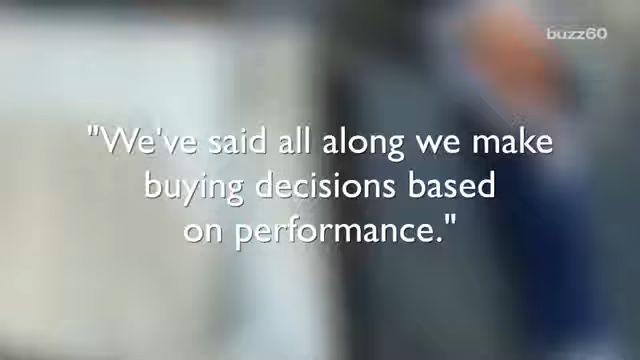 buzz60
"We've said all along we make
buying decisions based
on performance."